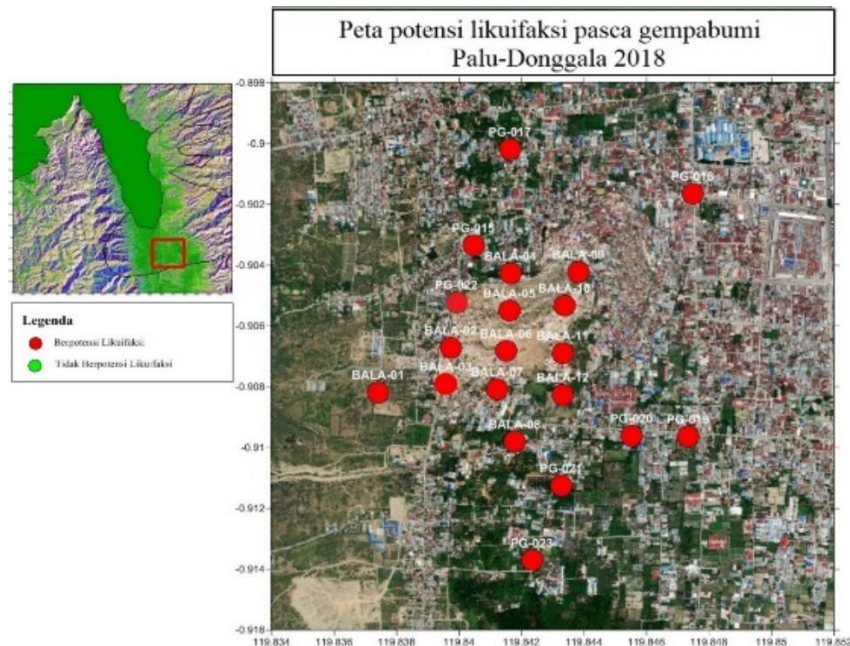 Peta potensi likuifaksi pasca gempabumi
Palu-Donggala 2018
Legenda
Berpotensi Likuifaksi
Tidak Berpotensi Likuifaksi
-0.898
-0.9
-0.902
-0.904
-0.906
-0.908
-0.91
-0.912
-0.914
-0.918
PG-017
PG-018
PG-015
BALA-04
BALA-09
PG-022
BALA-05
BALA-10
BALA-02
BALA-06
BALA-11
BALA-01
BALA-03
BALA-07
BALA-12
BALA-08
PG-020
PG-019
PG-021
PG-023
119.834
119.836
119.838
119.84
119.842
119.844
119.846
119.848
119.85
119.852